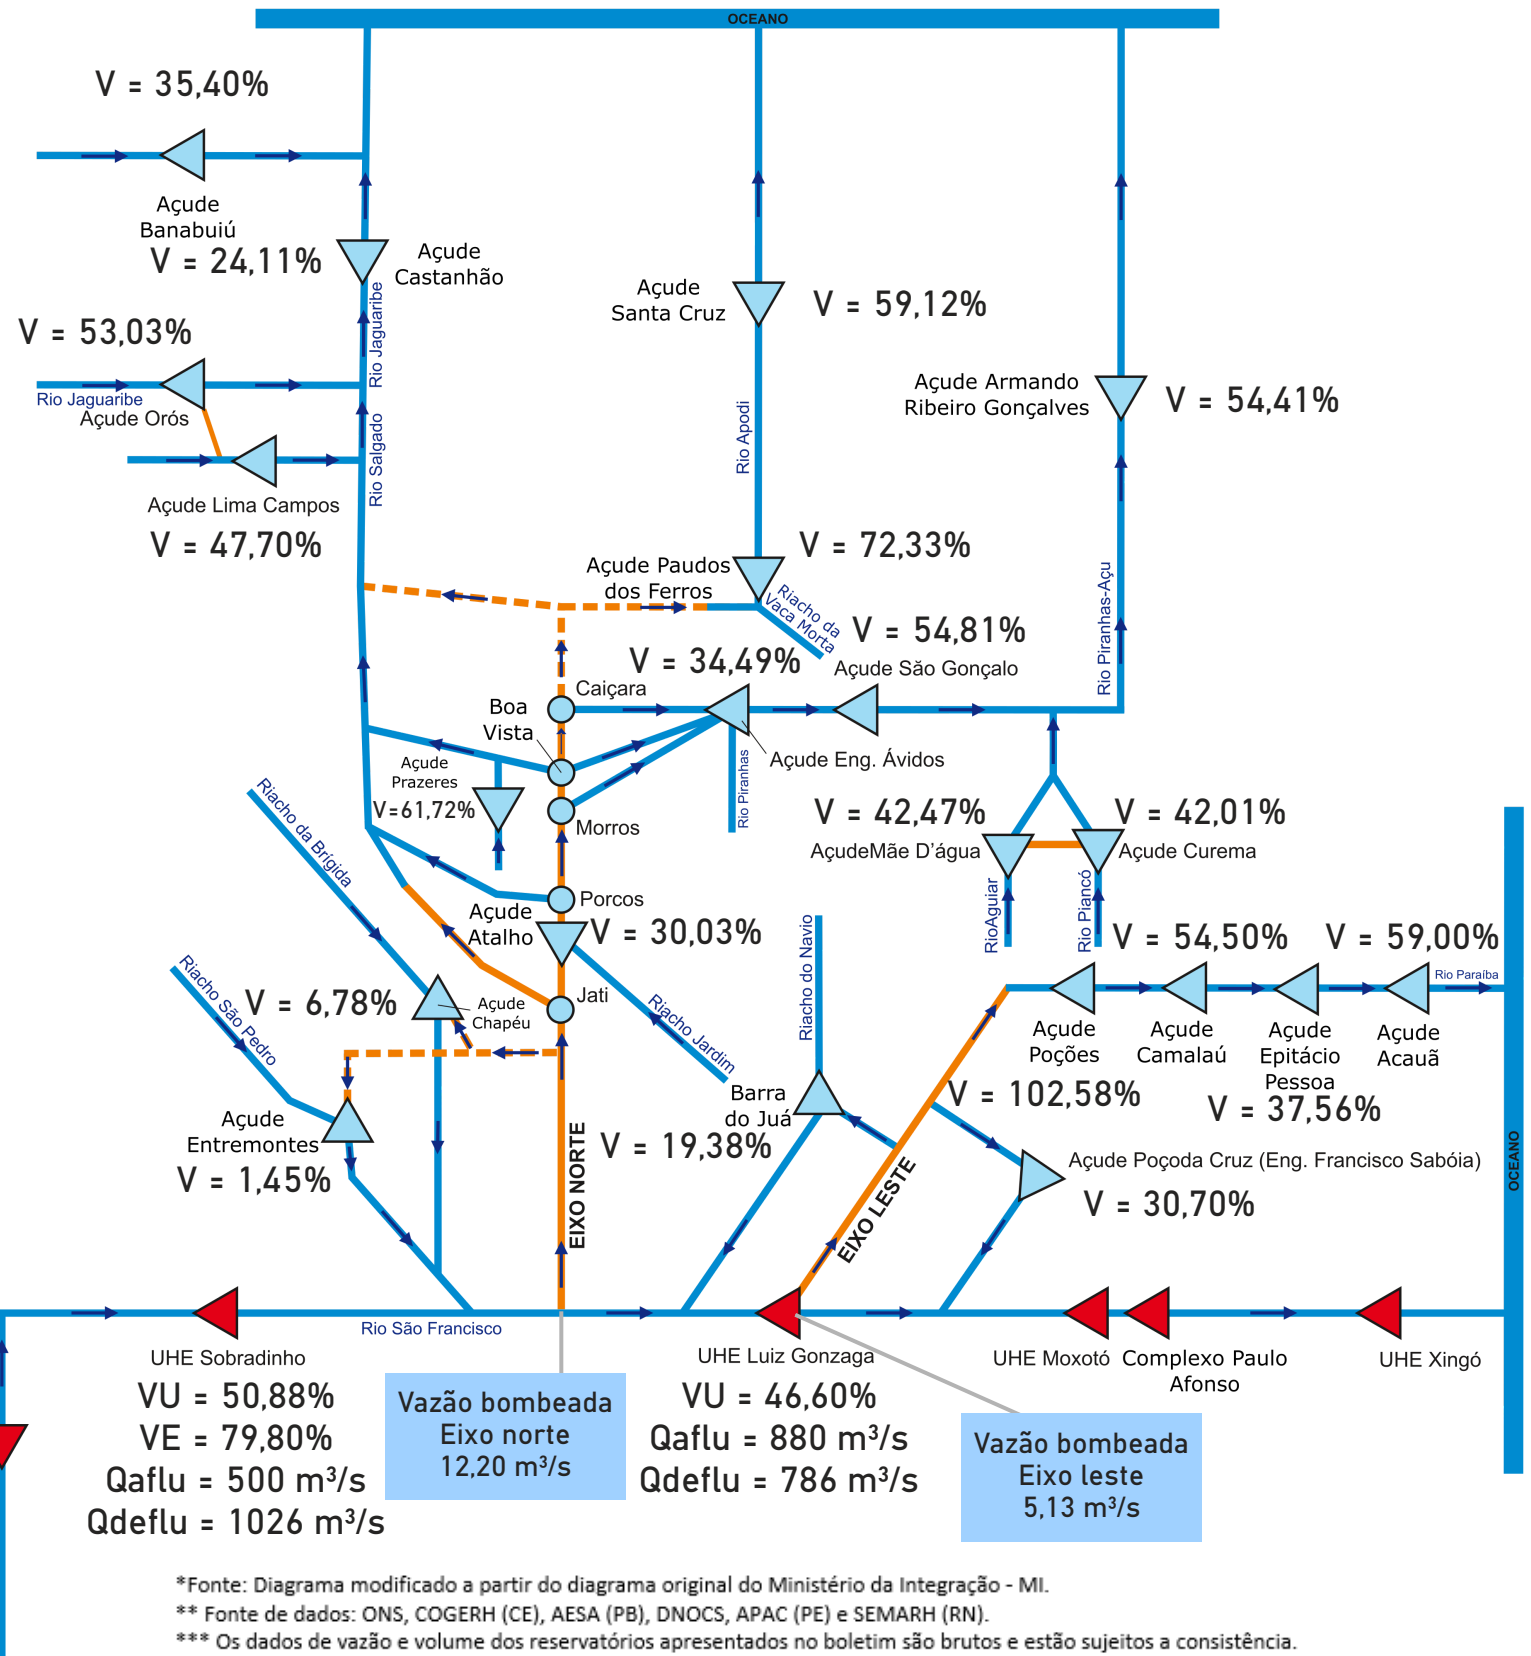 OCEANO
V = 35,40%
Açude
Banabuiú
V = 24,11%
Açude
Castanhão
Rio Jaguaribe
V = 53,03%
Rio Jaguaribe
Açude Orós
Rio Salgado
Açude Lima Campos
V = 47,70%
Açude
Santa Cruz
V = 59,12%
Rio Apodi
Açude Armando
Ribeiro Gonçalves
V = 54,41%
Açude Paudos
dos Ferros
V = 72,33%
Riacho da
Vaca Morta
Rio Piranhas-Açu
V = 54,81%
Açude São Gonçalo
V = 34,49%
Caiçara
Boa
Vista
Açude Eng. Ávidos
Rio Piranhas
Açude
Prazeres
V=61,72%
Morros
Riacho da Brígida
V = 42,47%
AçudeMãe D'água
V = 42,01%
Açude Curema
RioAguiar
Rio Piancó
Porcos
Açude
Atalho
V = 30,03%
Riacho do Navio
V = 54,50%
V = 59,00%
Rio Paraíba
Riacho São Pedro
V = 6,78%
Açude
Chapéu
Jati
Riacho Jardim
Açude
Poções
Açude
Camalaú
Açude
Epitácio
Pessoa
Açude
Acauã
V = 102,58%
V = 37,56%
Barra
do Juá
V = 19,38%
Açude
Entremontes
V = 1,45%
EIXO NORTE
EIXO LESTE
Açude Poçoda Cruz (Eng. Francisco Sabóia)
V = 30,70%
OCEANO
Rio São Francisco
UHE Sobradinho
VU = 50,88%
VE = 79,80%
Qaflu = 500 m³/s
Qdeflu = 1026 m³/s
Vazão bombeada
Eixo norte
12,20 m³/s
UHE Luiz Gonzaga
VU = 46,60%
Qaflu = 880 m³/s
Qdeflu = 786 m³/s
Vazão bombeada
Eixo leste
5,13 m³/s
UHE Moxotó
Complexo Paulo
Afonso
UHE Xingó
*Fonte: Diagrama modificado a partir do diagrama original do Ministério da Integração - MI.
** Fonte de dados: ONS, COGERH (CE), AESA (PB), DNOCS, APAC (PE) e SEMARH (RN).
*** Os dados de vazão e volume dos reservatórios apresentados no boletim são brutos e estão sujeitos a consistência.